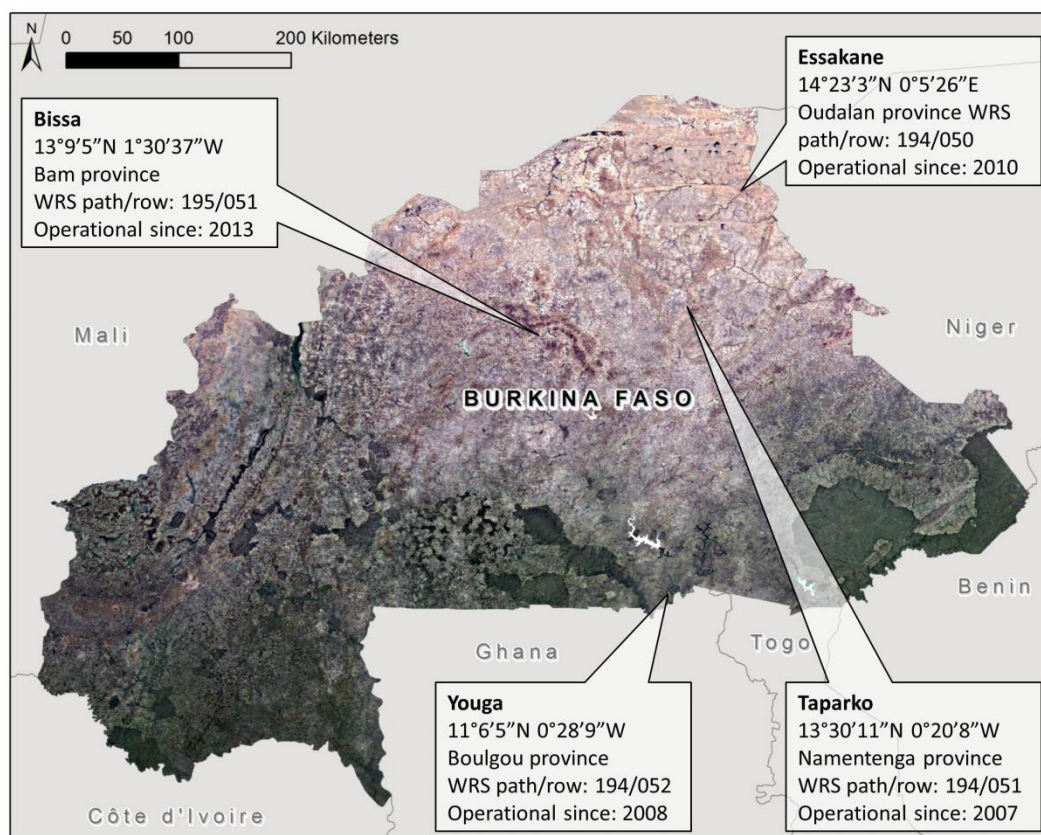 N
0 50 100 200 Kilometers
Essakane
14°23’3”N 0°5’26”E
Oudalan province WRS
path/row: 194/050
Operational since: 2010
Bissa
13°9’5”N 1°30’37”W
Bam province
WRS path/row: 195/051
Operational since: 2013
Mali
Niger
BURKINA FASO
Benin
Ghana
Togo
Côte d'Ivoire
Youga
11°6’5”N 0°28’9”W
Boulgou province
WRS path/row: 194/052
Operational since: 2008
Taparko
13°30’11”N 0°20’8”W
Namentenga province
WRS path/row: 194/051
Operational since: 2007